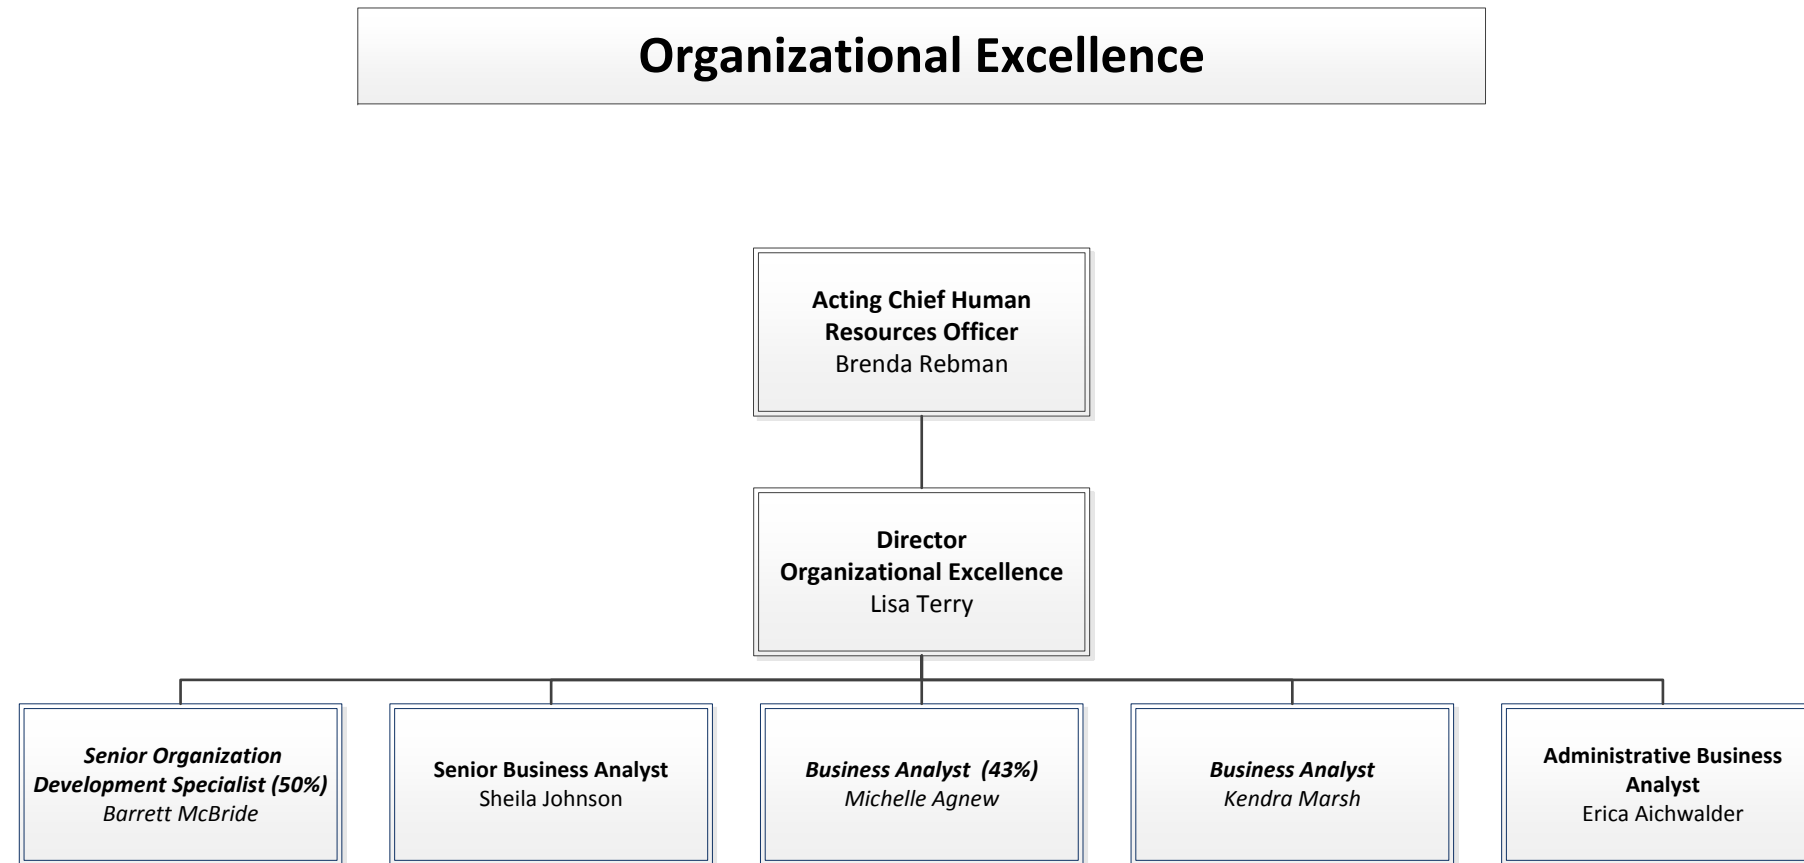 Organizational Excellence
Acting Chief Human
Resources Officer
Brenda Rebman
Director
Organizational Excellence
Lisa Terry
Senior Organization
Development Specialist (50%)
Barrett McBride
Senior Business Analyst
Sheila Johnson
Business Analyst  (43%)
Michelle Agnew
Business Analyst
Kendra Marsh
Administrative Business
Analyst
Erica Aichwalder